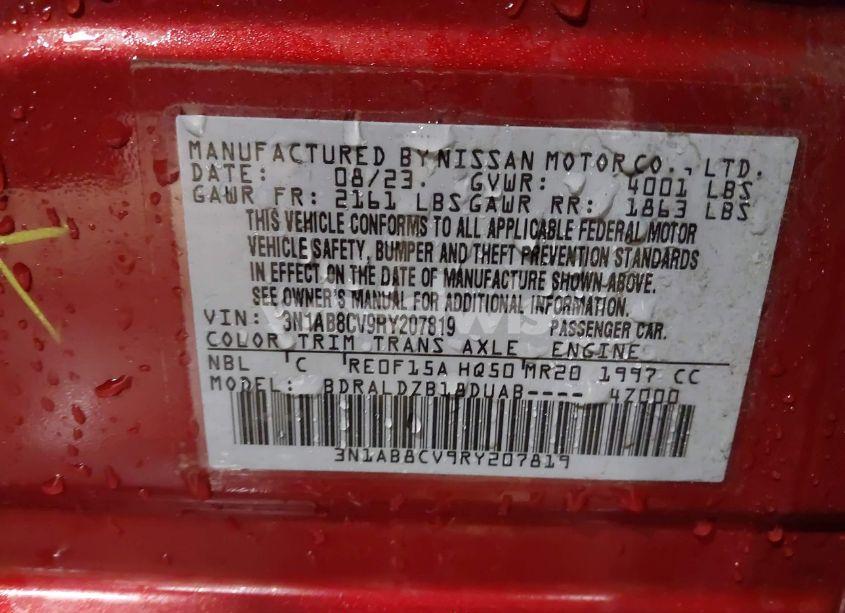 MANUFACTURED BY NISSAN MOTOR CO., LTD.
DATE: 08/23. GVWR: 4001 LBS
GAWR FR: 2161 LBS GAWR RR: 1863 LBS
THIS VEHICLE CONFORMS TO ALL APPLICABLE FEDERAL MOTOR
VEHICLE SAFETY, BUMPER AND THEFT PREVENTION STANDARDS
IN EFFECT ON THE DATE OF MANUFACTURE SHOWN ABOVE.
SEE OWNER'S MANUAL FOR ADDITIONAL INFORMATION.
VIN: 3N1AB8CV9RY207819 PASSENGER CAR.
COLOR TRIM TRANS AXLE ENGINE
NBL C RE0F15A HQ50 MR20 1997 CC
MODEL: BDRALDZB18DUAB---- 4Z000
3N1AB8CV9RY207819